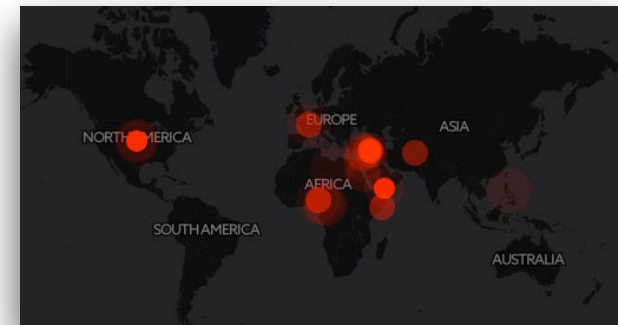 EUROPE
ASIA
NORTH AMERICA
AFRICA
SOUTH AMERICA
AUSTRALIA